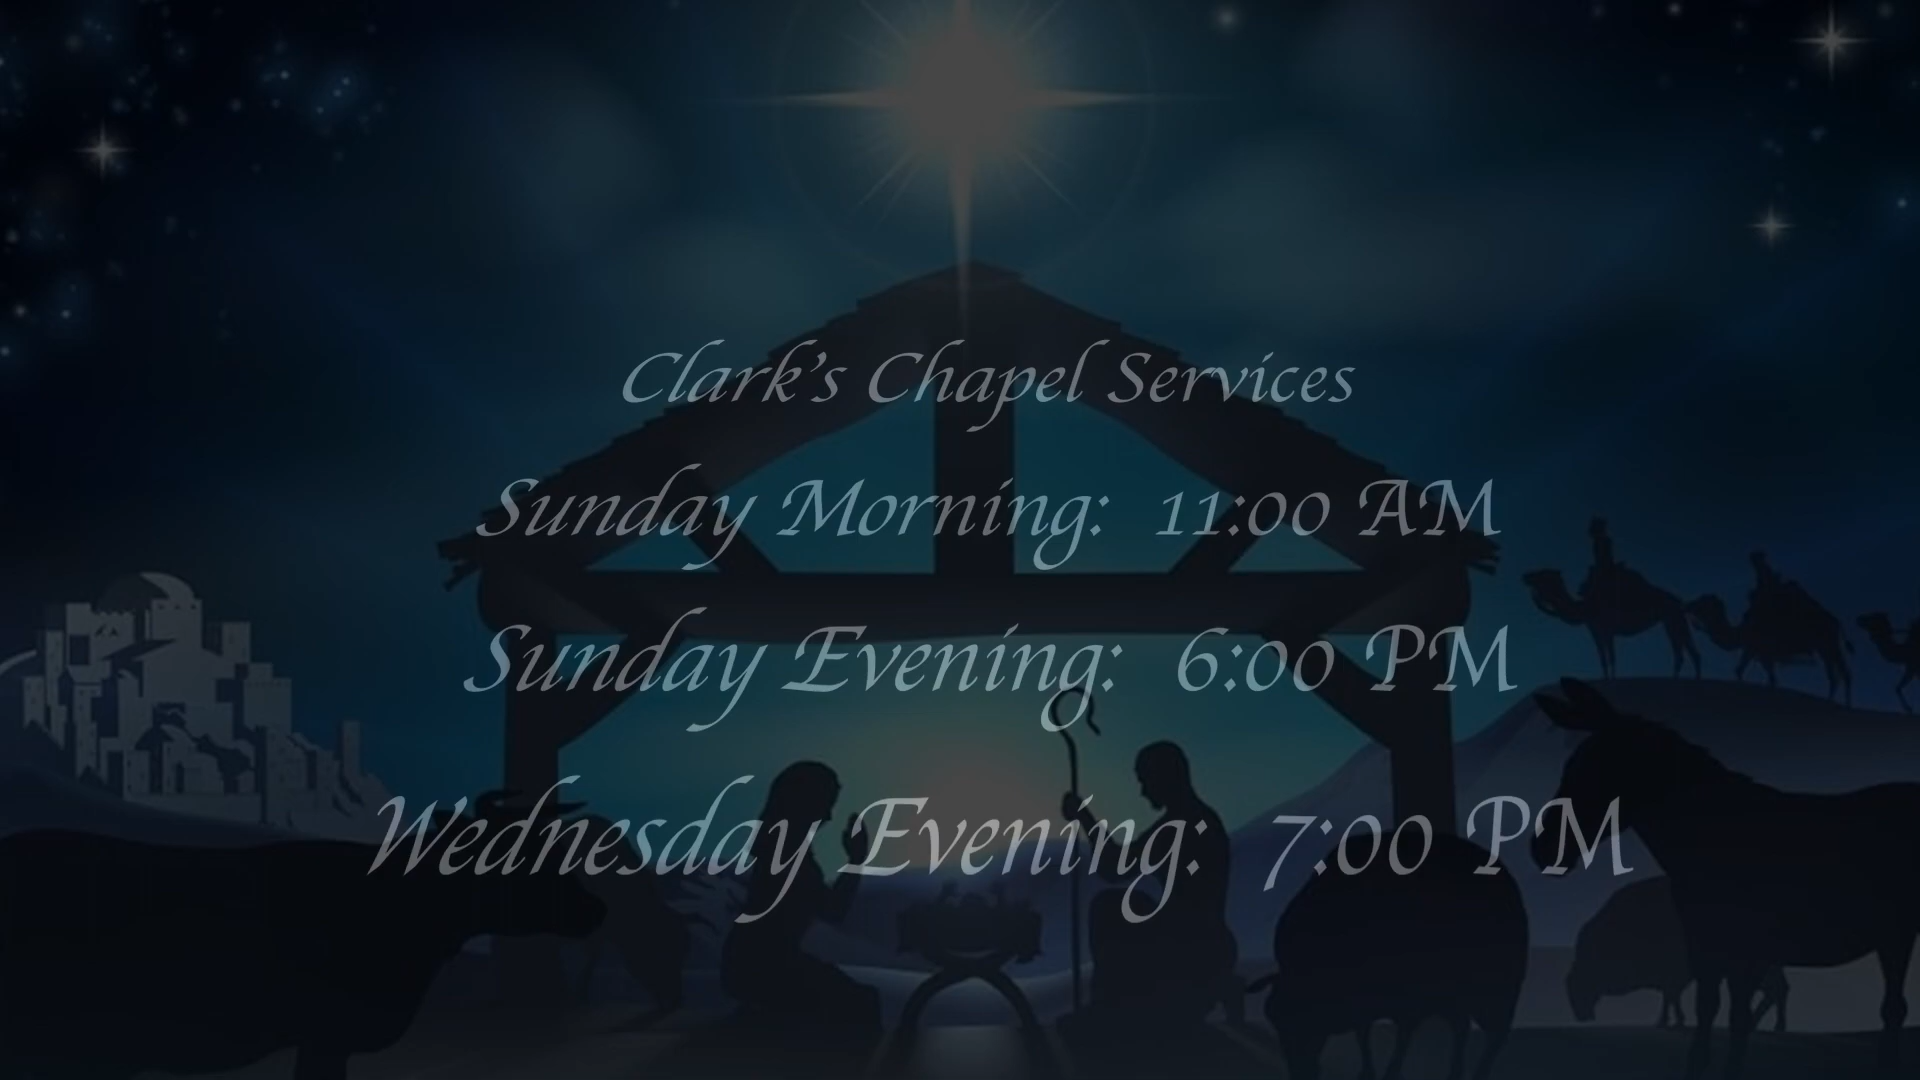 Clark's Chapel Services
Sunday Morning: 11:00 AM
Sunday Evening: 6:00 PM
Wednesday Evening: 7:00 PM